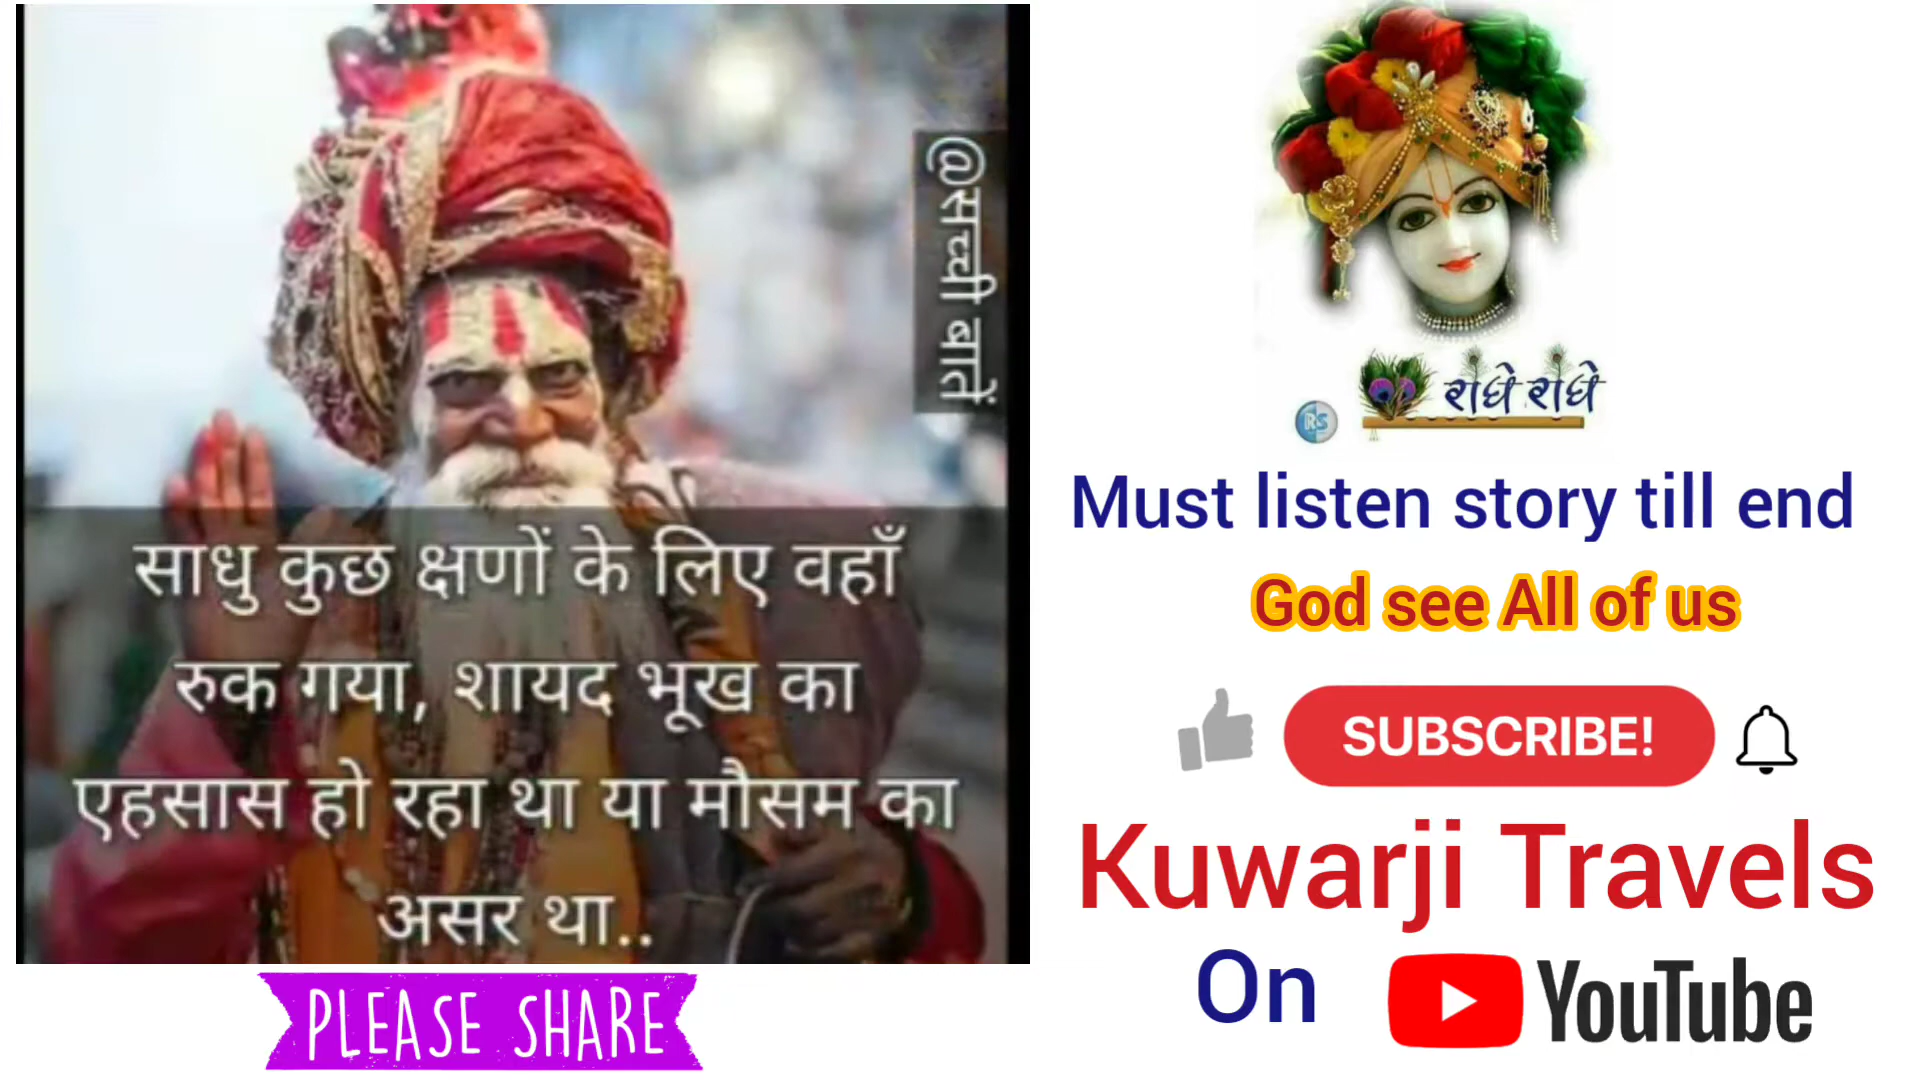 @सच्ची बातें
साधु कुछ क्षणों के लिए वहाँ
रुक गया, शायद भूख का
एहसास हो रहा था या मौसम का
असर था..
PLEASE SHARE
राधे राधे
RS
Must listen story till end
God see All of us
SUBSCRIBE!
Kuwarji Travels
On
YouTube